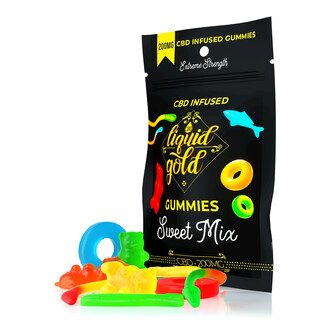 200MG CBD INFUSED GUMMIES
Extreme Strength
CBD INFUSED
liquid
gold
GUMMIES
Sweet Mix
CBD - 200MG